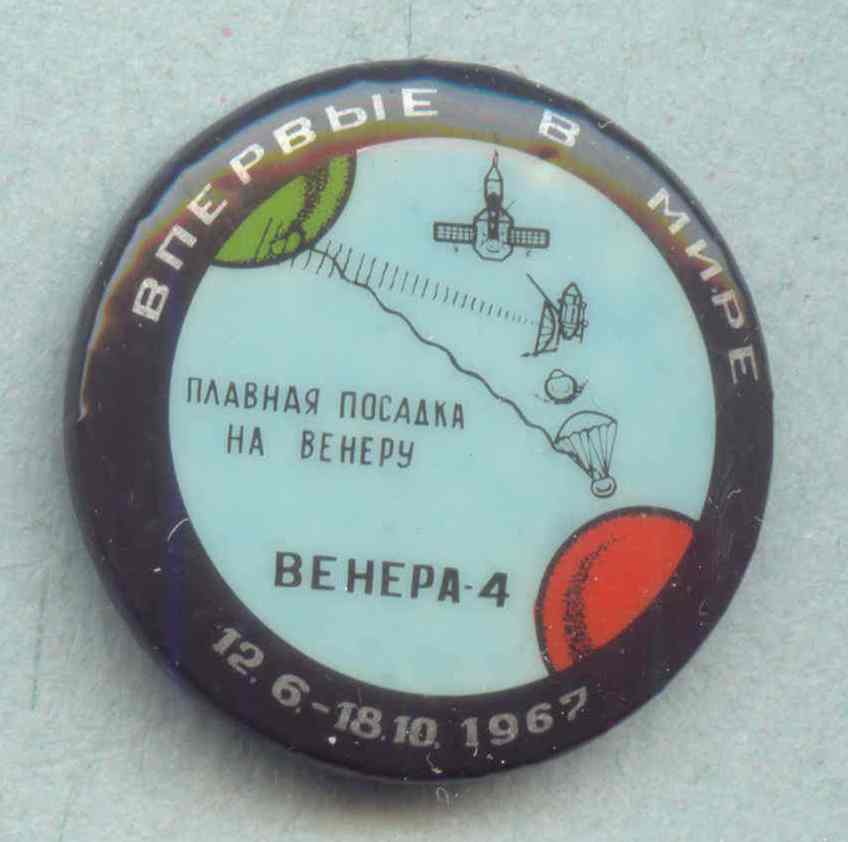 ВПЕРВЫЕ В МИРЕ
ПЛАВНАЯ ПОСАДКА
НА ВЕНЕРУ
ВЕНЕРА-4
12.6.-18.10.1967